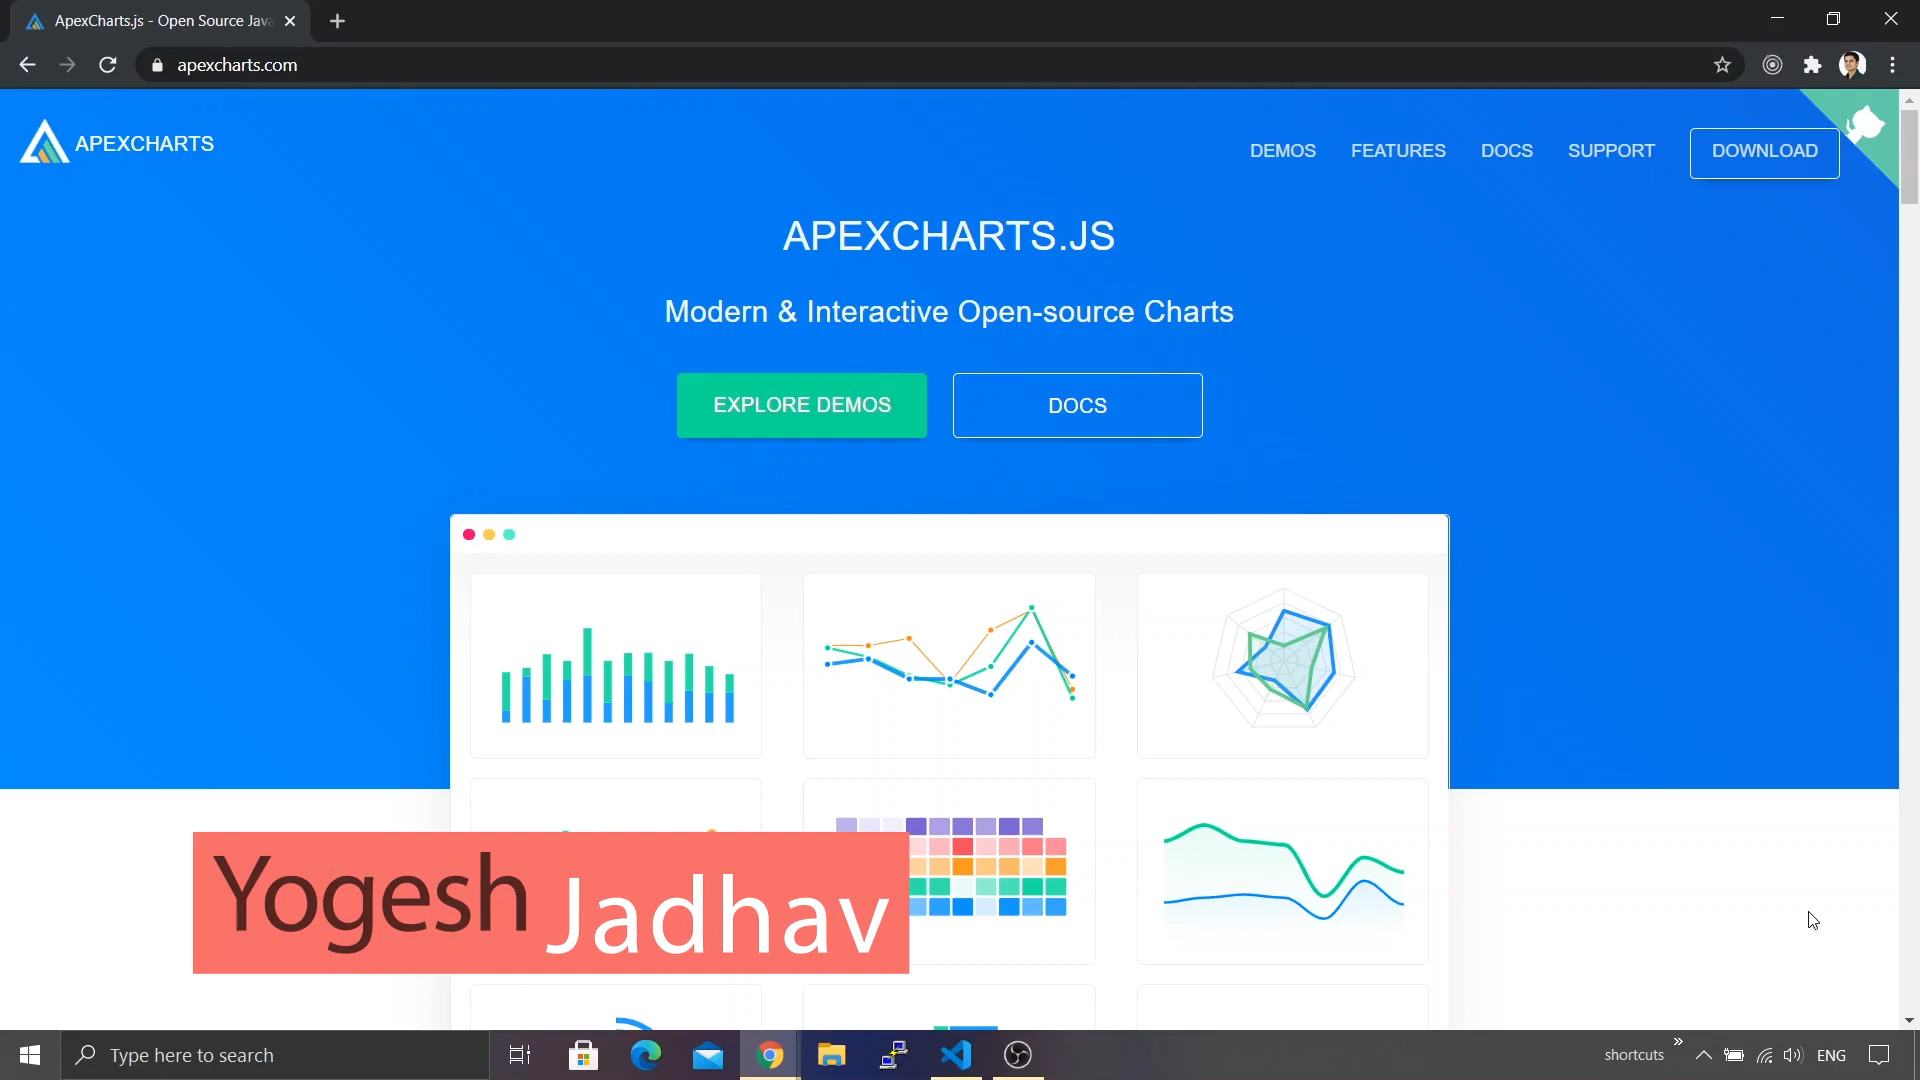 ApexCharts.js - Open Source Java
apexcharts.com
APEXCHARTS
DEMOS FEATURES DOCS SUPPORT DOWNLOAD
APEXCHARTS.JS
Modern & Interactive Open-source Charts
EXPLORE DEMOS DOCS
Yogesh Jadhav
Type here to search
shortcuts
ENG